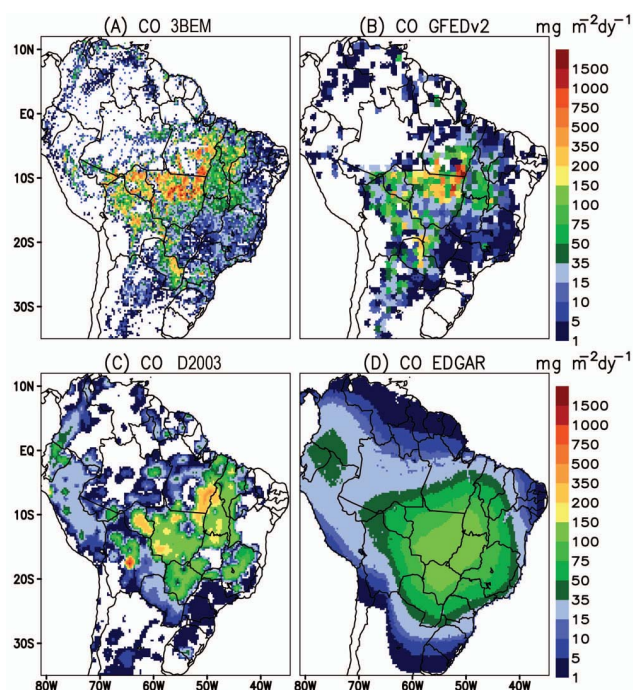 (A) CO 3BEM
(B) CO GFEDv2
mg m⁻²dy⁻¹
10N
EQ
10S
20S
30S
1500
1000
750
500
350
200
150
100
75
50
35
15
10
5
1
(C) CO D2003
(D) CO EDGAR
mg m⁻²dy⁻¹
10N
EQ
10S
20S
30S
80W 70W 60W 50W 40W
70W 60W 50W 40W
1500
1000
750
500
350
200
150
100
75
50
35
15
10
5
1